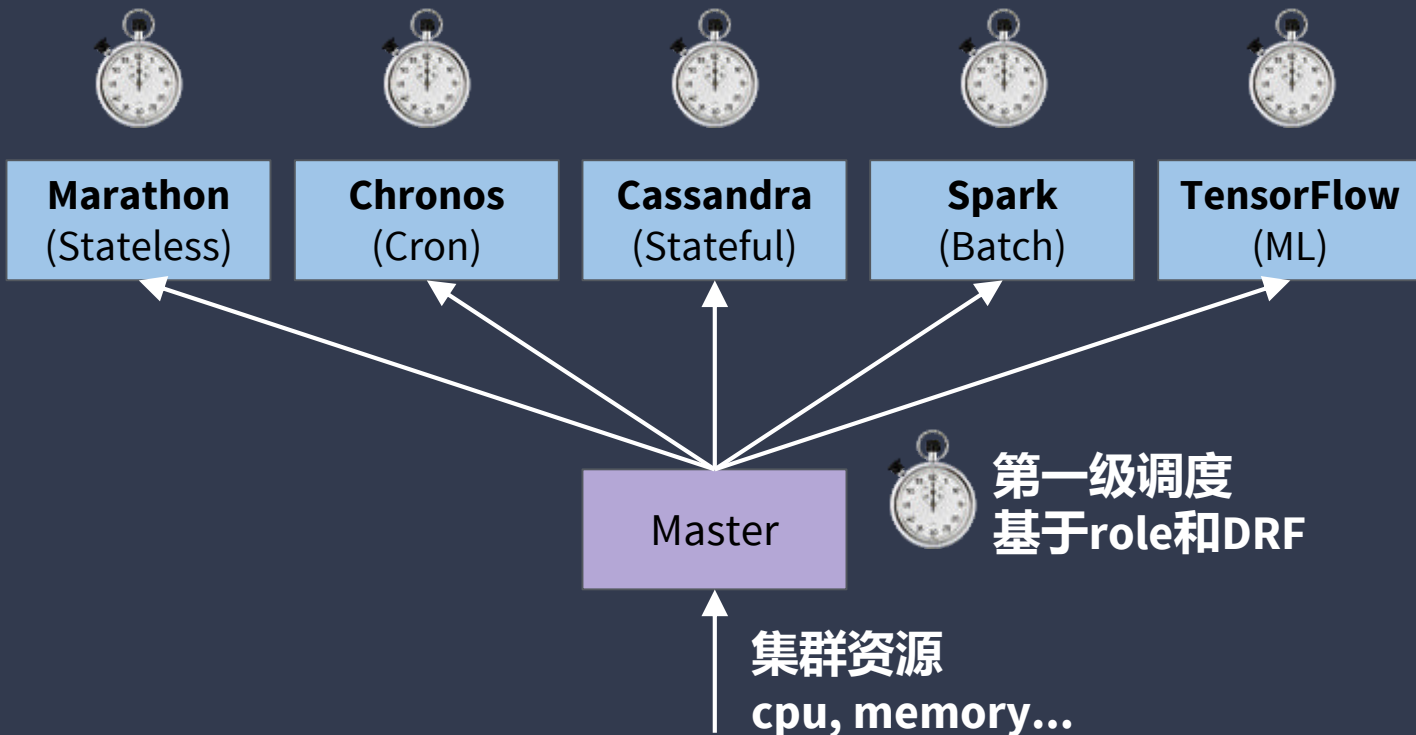 Marathon
(Stateless)
Chronos
(Cron)
Cassandra
(Stateful)
Spark
(Batch)
TensorFlow
(ML)
Master
第一级调度
基于role和DRF
集群资源
cpu, memory...